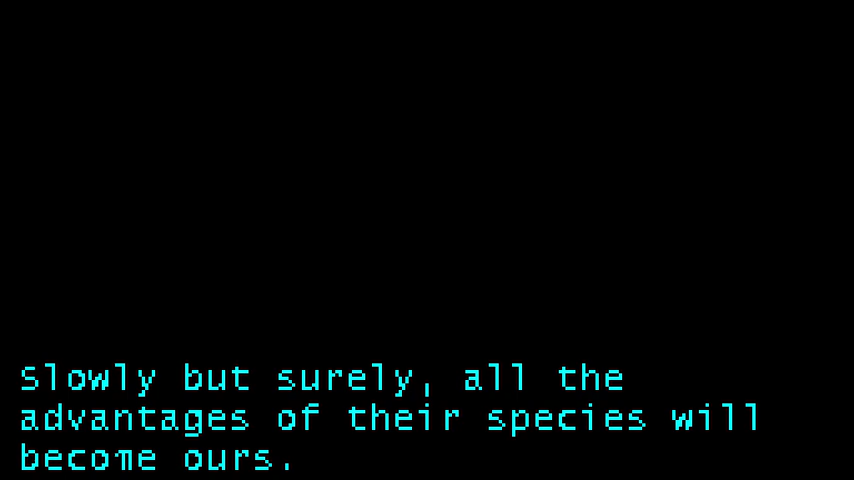 Slowly but surely, all the
advantages of their species will
become ours.